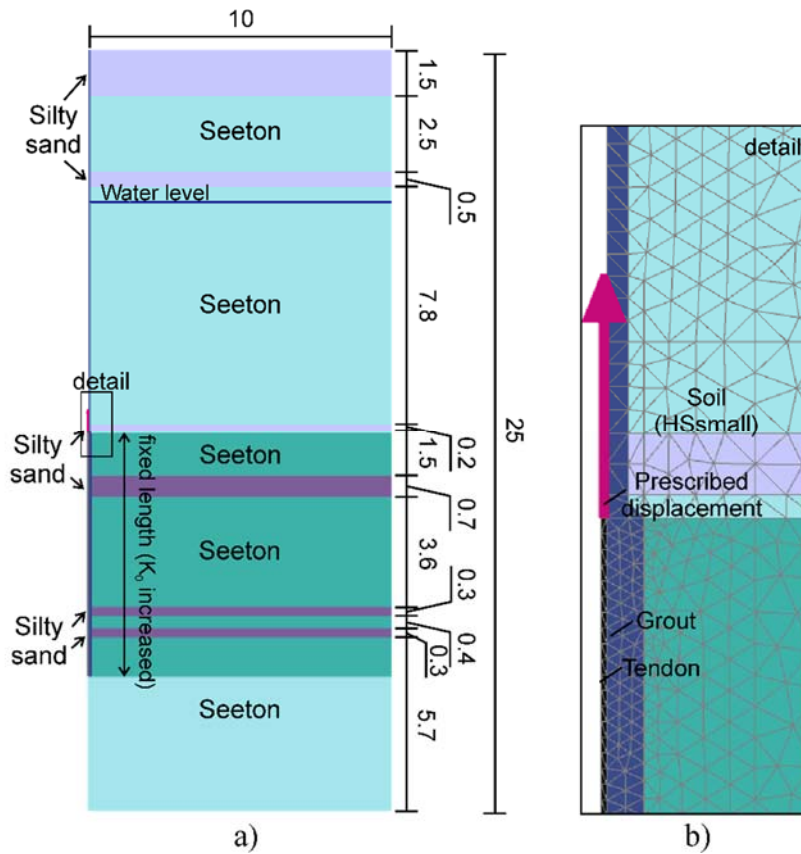 10
Silty
sand
Seeton
Water level
Seeton
detail
Silty
sand
Seeton
fixed length (K₀ increased)
Seeton
Silty
sand
Seeton
1.5
2.5
0.5
7.8
0.2
1.5
0.7
3.6
0.3
0.4
0.3
5.7
25
a)
detail
Soil
(HSsmall)
Prescribed
displacement
Grout
Tendon
b)